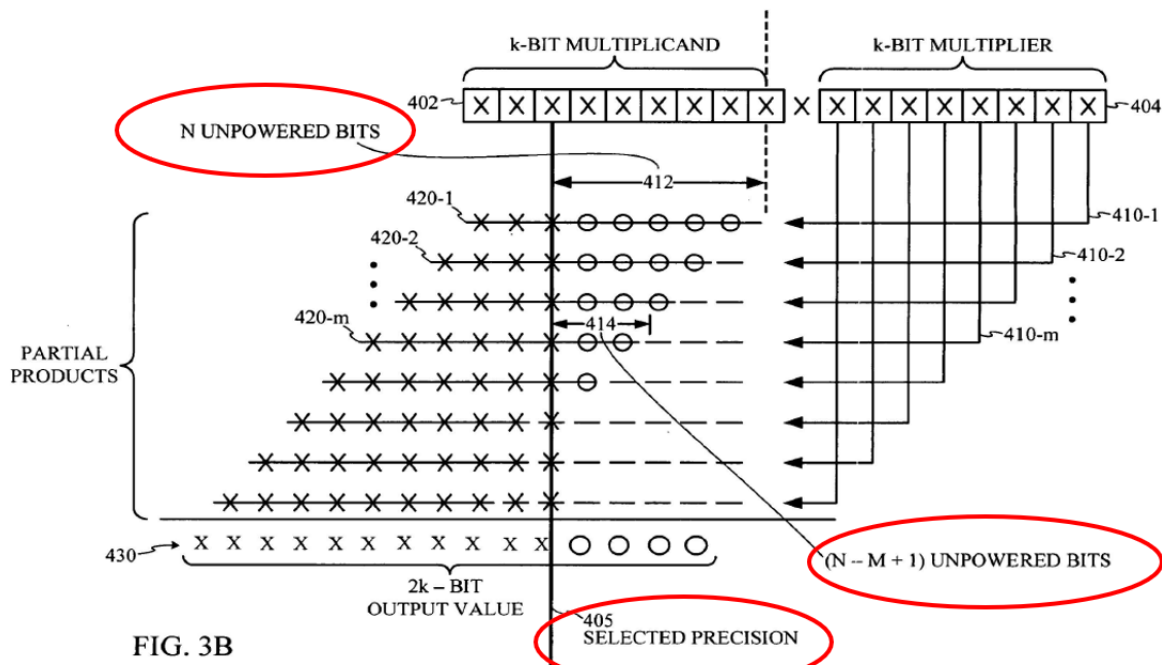 k-BIT MULTIPLICAND
k-BIT MULTIPLIER
402 X X X X X X X X X X X X X X X X X X 404
N UNPOWERED BITS
412
420-1 X X X O O O O O 410-1
420-2 X X X X O O O O 410-2
X X X X X O O O
414
420-m X X X X X X O O 410-m
PARTIAL
PRODUCTS
X X X X X X X O
X X X X X X X X
X X X X X X X X X
X X X X X X X X X X
430 X X X X X X X X X X X O O O O
(N – M + 1) UNPOWERED BITS
2k – BIT
OUTPUT VALUE
405
SELECTED PRECISION
FIG. 3B